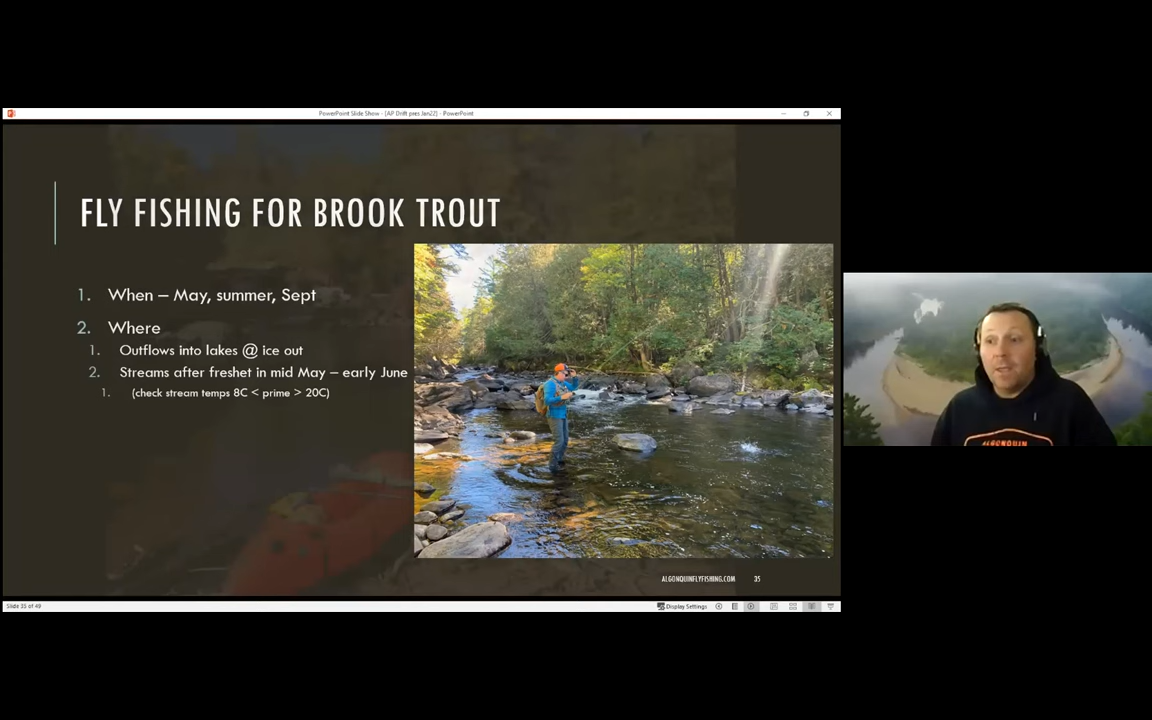 PowerPoint Slide Show - [AP Drift pres Jan22] - PowerPoint
FLY FISHING FOR BROOK TROUT
1. When – May, summer, Sept
2. Where
1. Outflows into lakes @ ice out
2. Streams after freshet in mid May – early June
1. (check stream temps 8C < prime > 20C)
ALGONQUINFLYFISHING.COM 35
Slide 35 of 49
Display Settings
ALGONQUIN